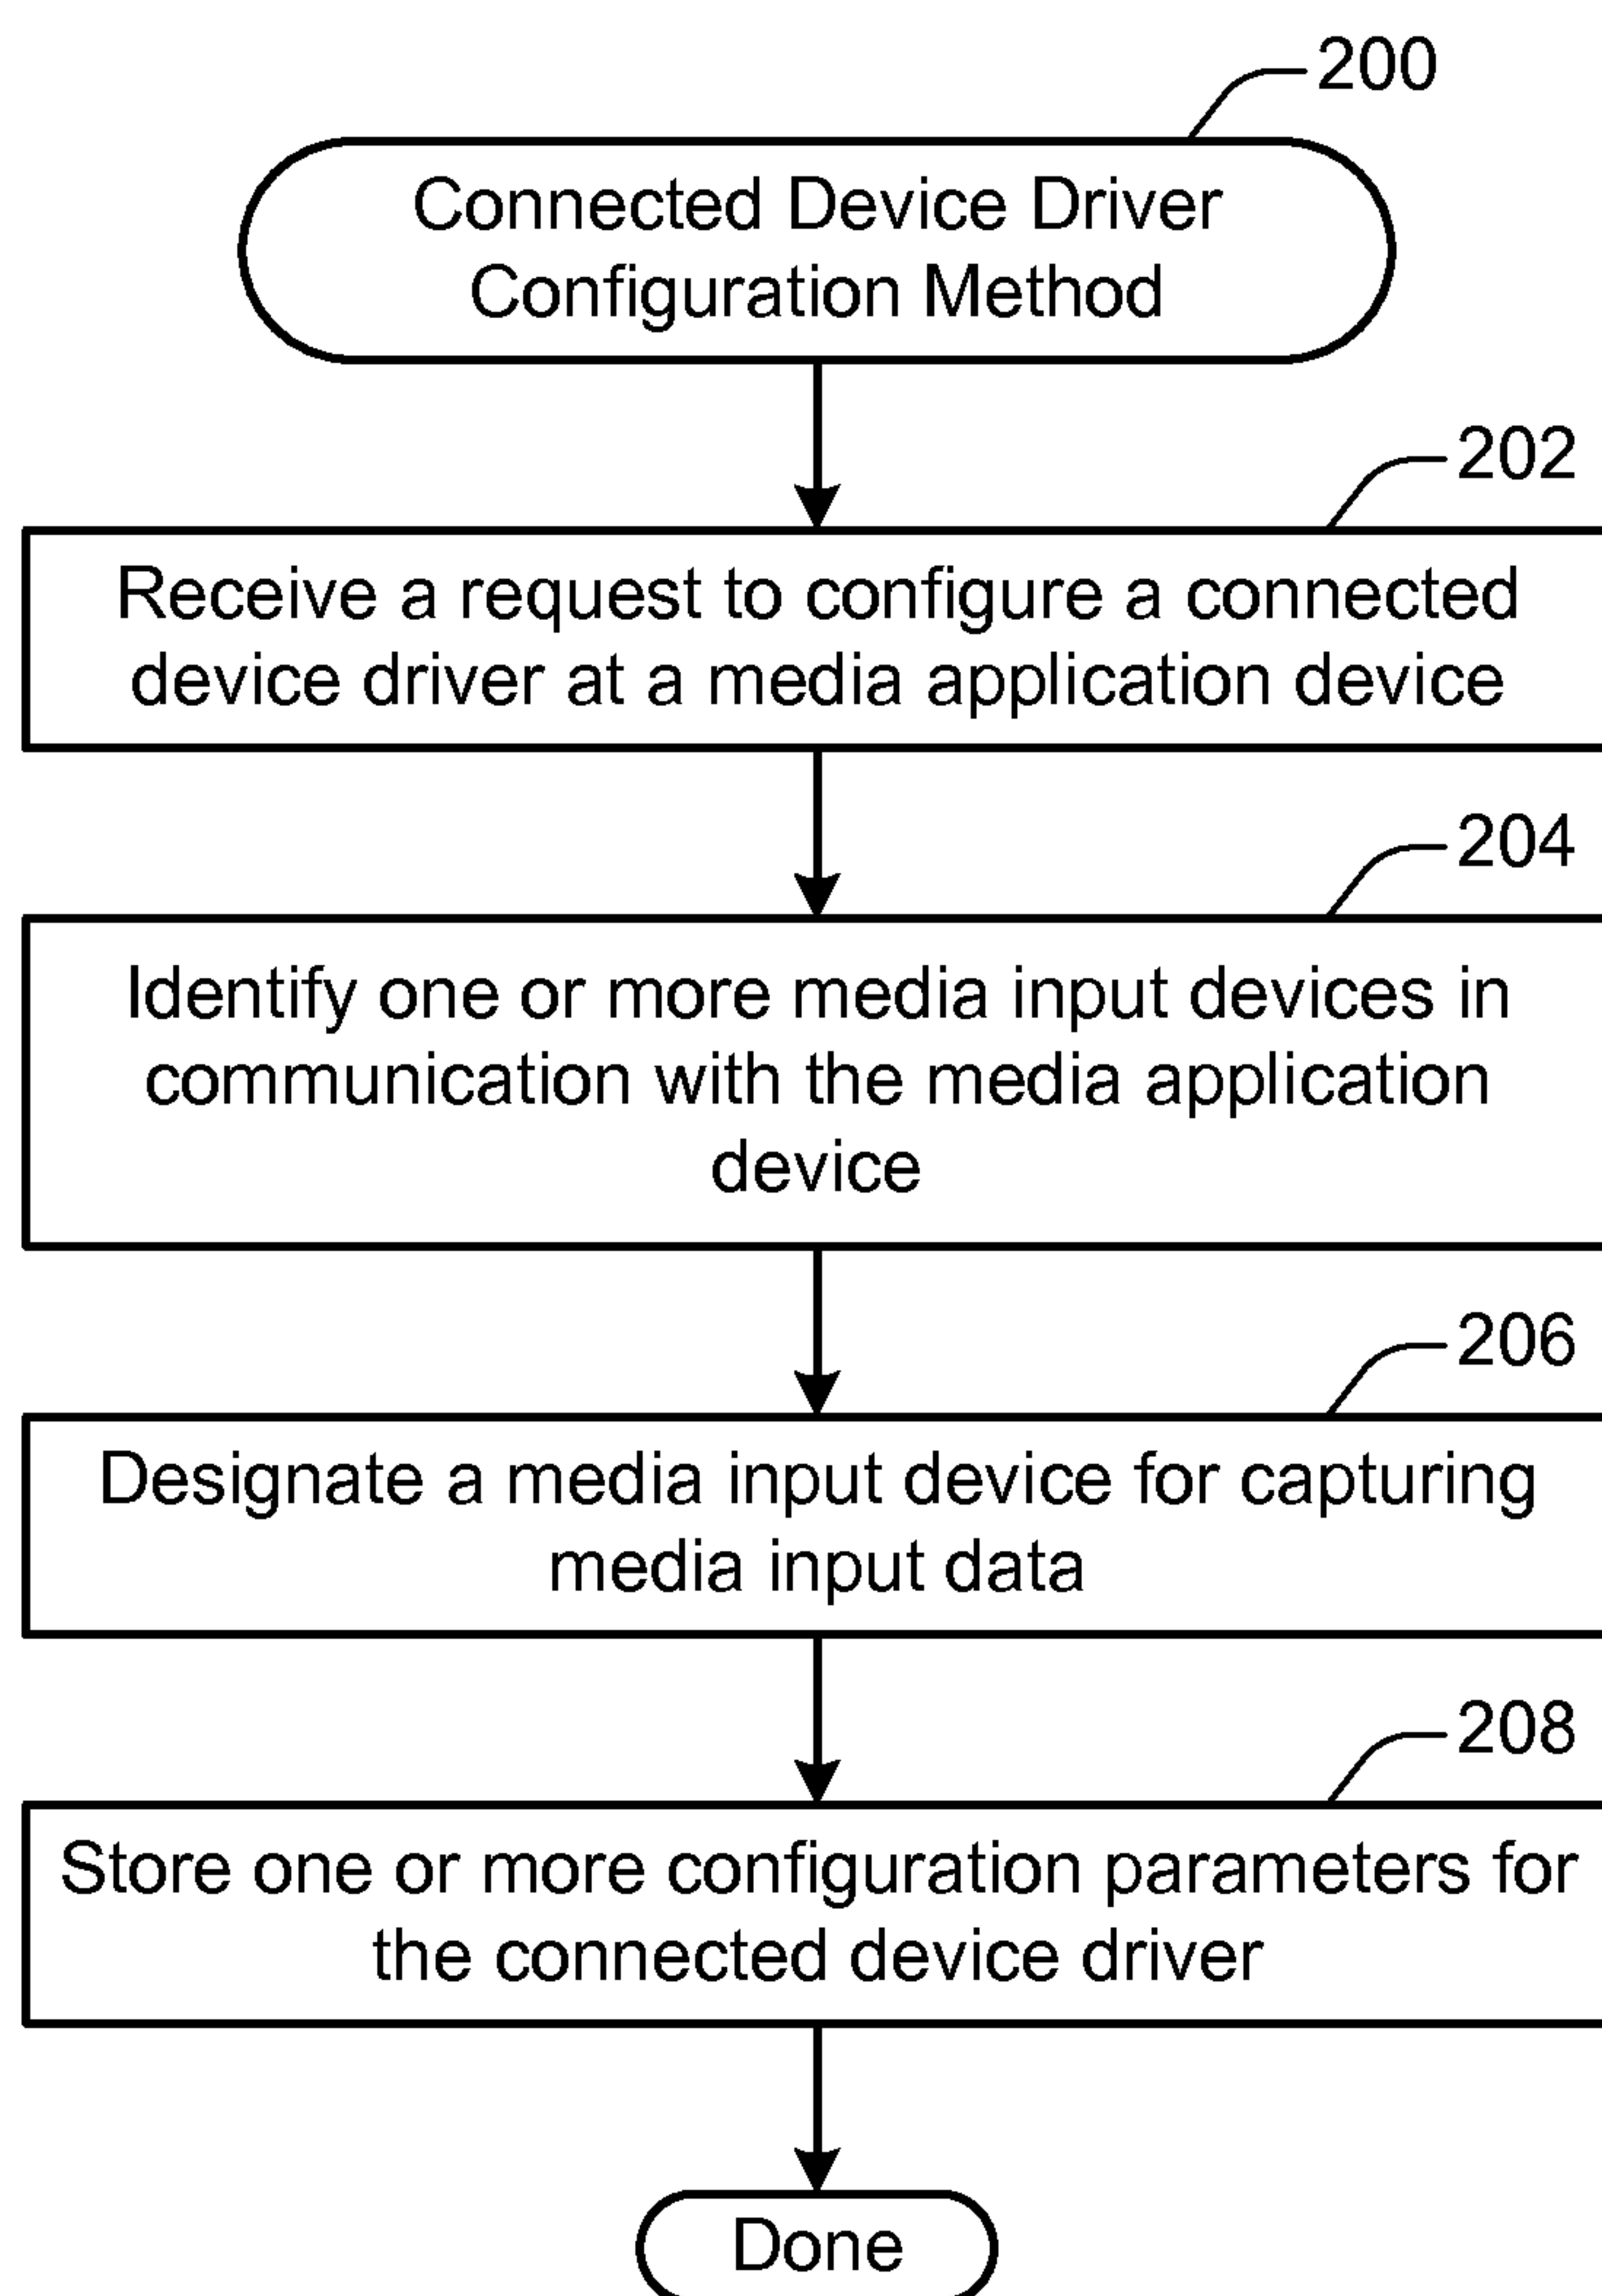 200
Connected Device Driver
Configuration Method
202
Receive a request to configure a connected
device driver at a media application device
204
Identify one or more media input devices in
communication with the media application
device
206
Designate a media input device for capturing
media input data
208
Store one or more configuration parameters for
the connected device driver
Done